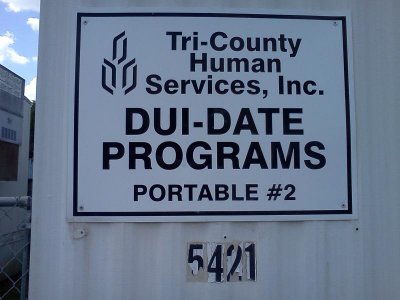 Tri-County
Human
Services, Inc.
DUI-DATE
PROGRAMS
PORTABLE #2
5421